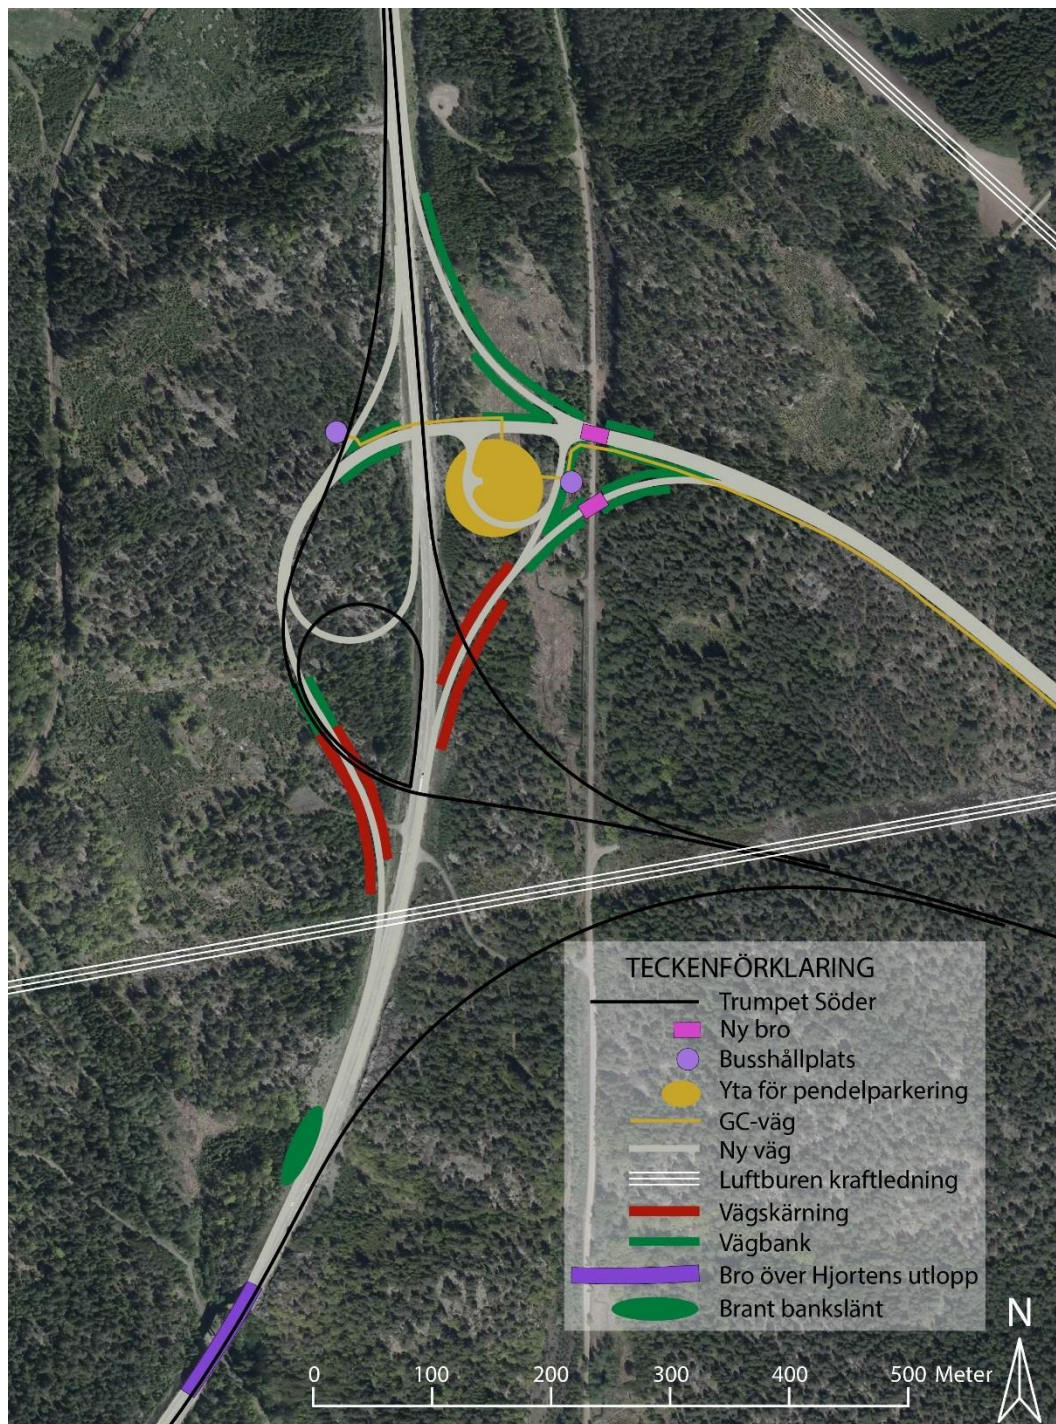 TECKENFÖRKLARING
Trumpet Söder
Ny bro
Busshållplats
Yta för pendelparkering
GC-väg
Ny väg
Luftburen kraftledning
Vägskärning
Vägbank
Bro över Hjortens utlopp
Brant bankslänt
N
0 100 200 300 400 500 Meter